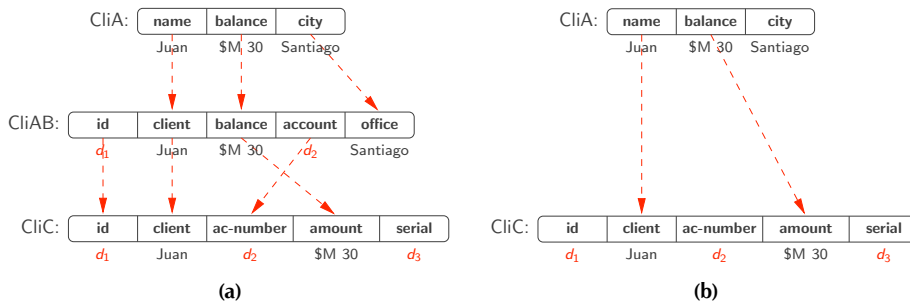 CliA: name balance city
Juan $M 30 Santiago
CliAB: id client balance account office
d1 Juan $M 30 d2 Santiago
CliC: id client ac-number amount serial
d1 Juan d2 $M 30 d3
(a)
CliA: name balance city
Juan $M 30 Santiago
CliC: id client ac-number amount serial
d1 Juan d2 $M 30 d3
(b)